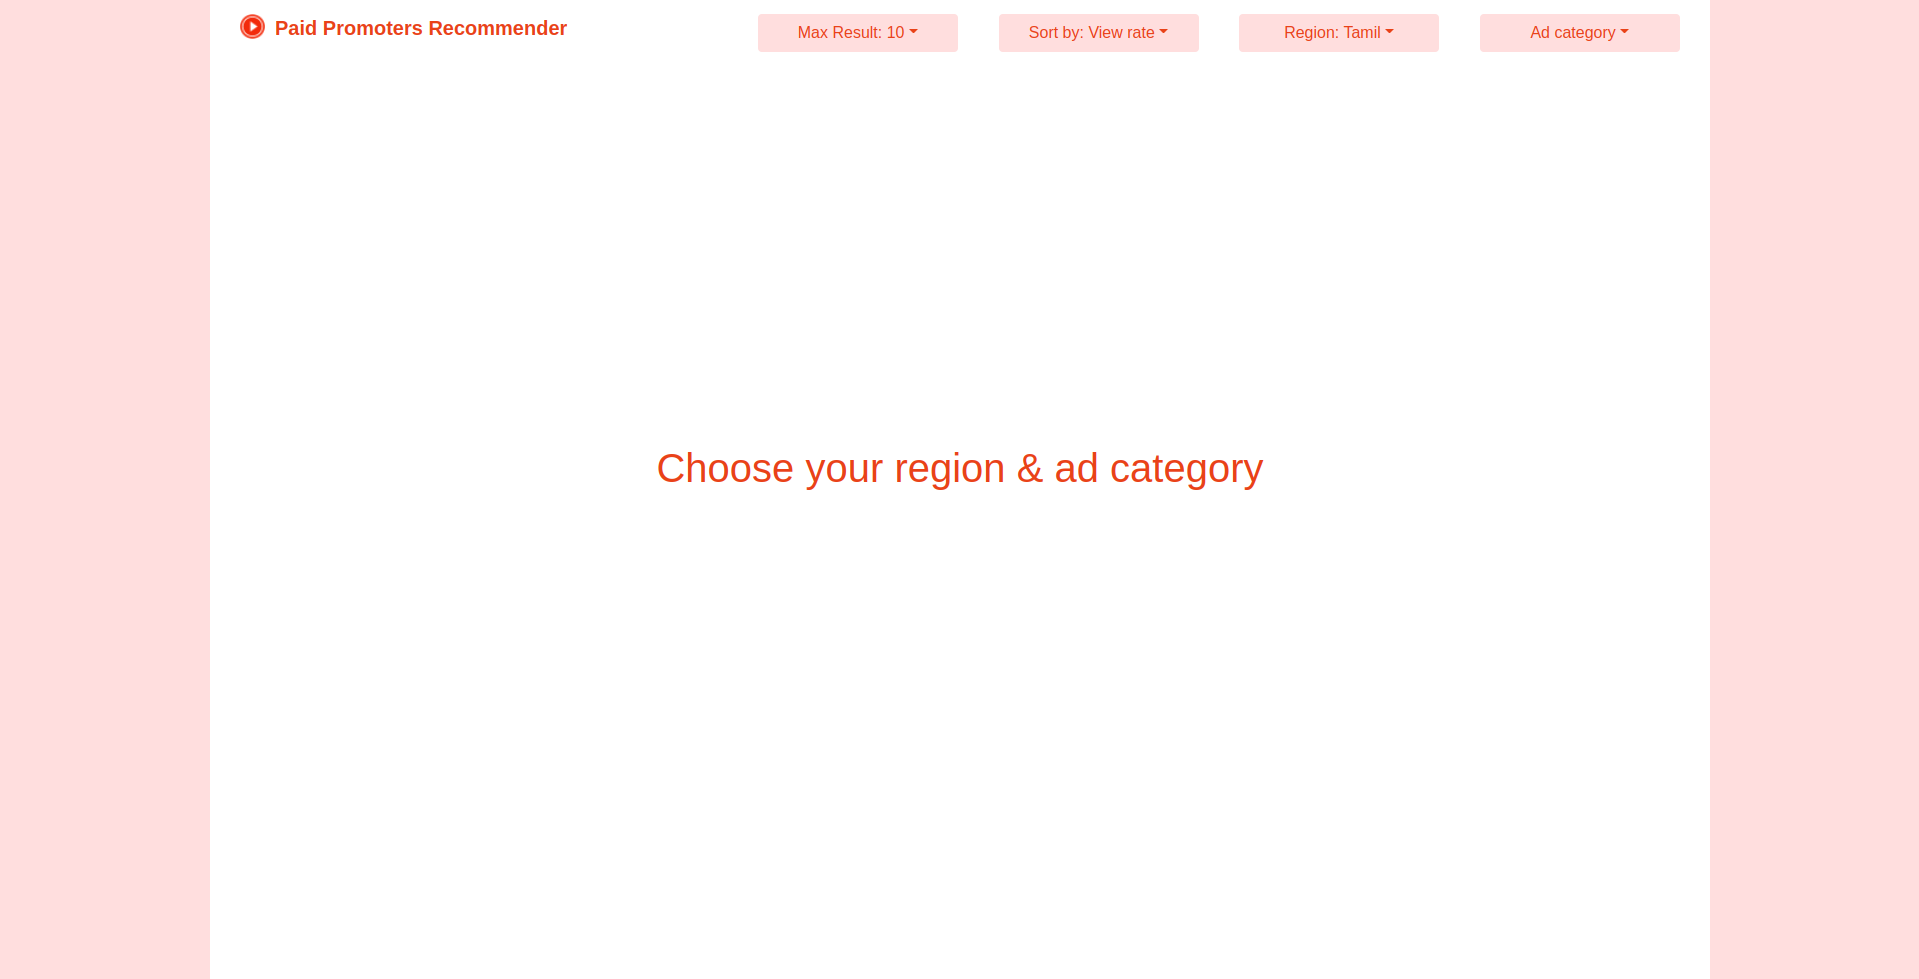 Paid Promoters Recommender
Max Result: 10
Sort by: View rate
Region: Tamil
Ad category
Choose your region & ad category